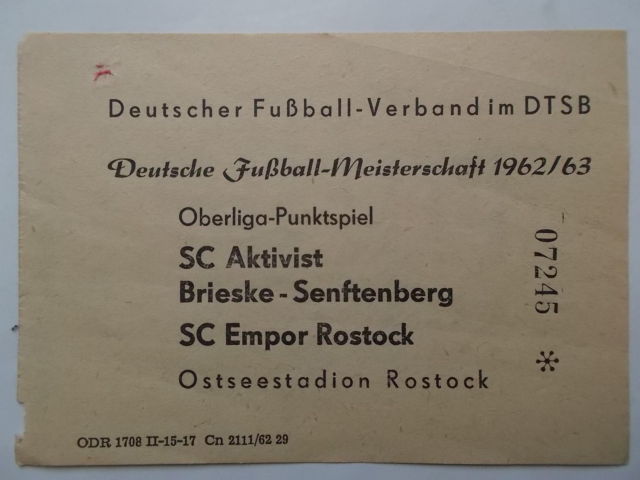 Deutscher Fußball-Verband im DTSB
Deutsche Fußball-Meisterschaft 1962/63
Oberliga-Punktspiel
SC Aktivist
Brieske-Senftenberg
SC Empor Rostock
Ostseestadion Rostock
07245 *
ODR 1708 II-15-17 Cn 2111/62 29